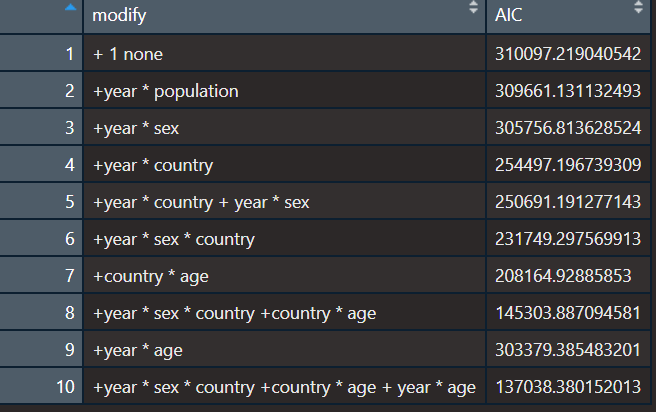 modify AIC
1 + 1 none 310097.219040542
2 +year * population 309661.131132493
3 +year * sex 305756.813628524
4 +year * country 254497.196739309
5 +year * country + year * sex 250691.191277143
6 +year * sex * country 231749.297569913
7 +country * age 208164.92885853
8 +year * sex * country +country * age 145303.887094581
9 +year * age 303379.385483201
10 +year * sex * country +country * age + year * age 137038.380152013